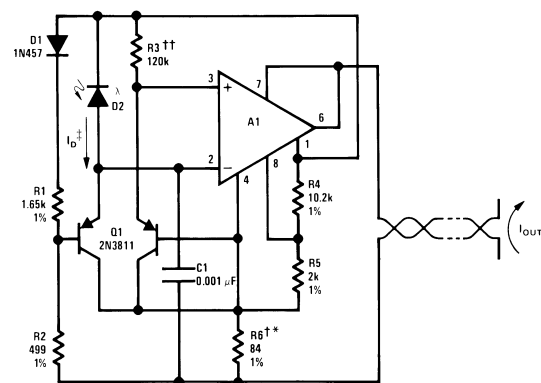 D1
1N457
R3††
120k
λ
D2
I_D‡‡
3
+
7
A1
6
1
2
−
4
8
R1
1.65k
1%
R4
10.2k
1%
Q1
2N3811
C1
0.001 μF
R5
2k
1%
I_OUT
R2
499
1%
R6†*
84
1%